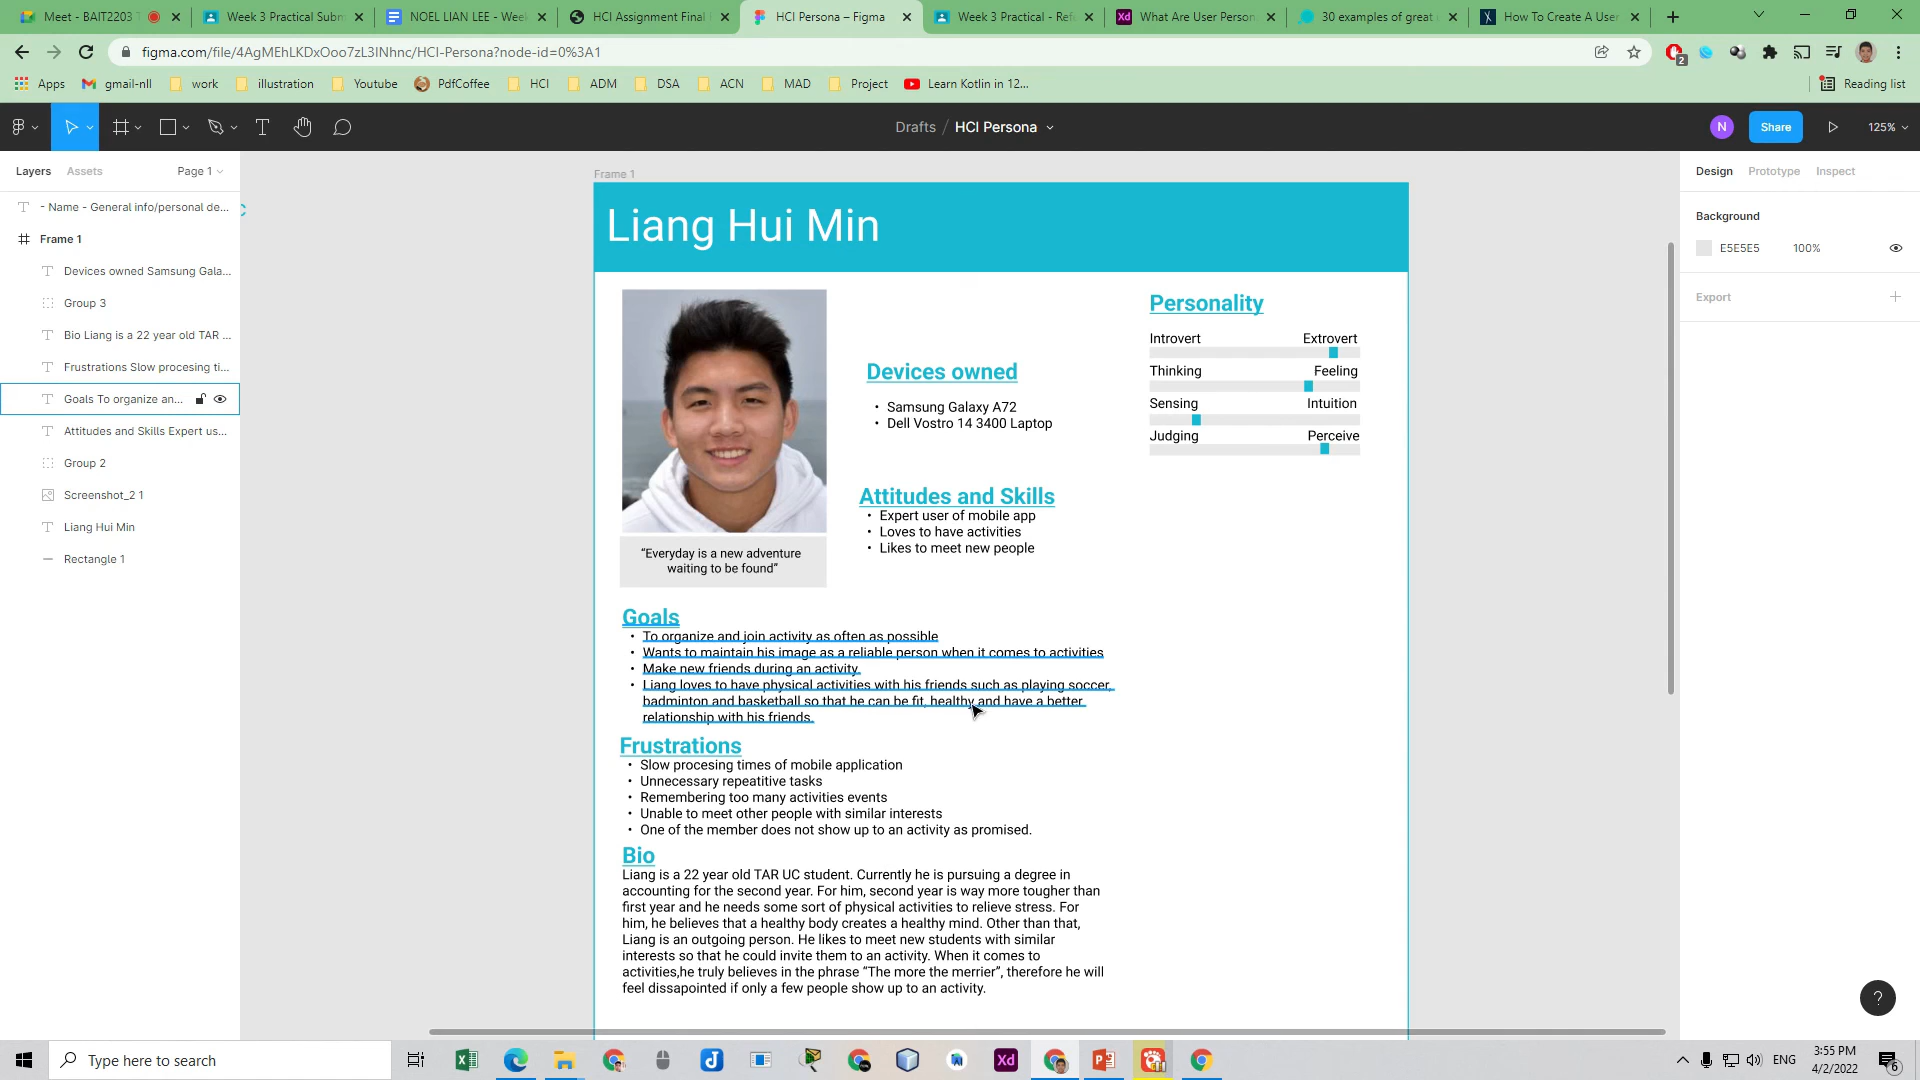 Meet - BAIT2203 T
Week 3 Practical Subm
NOEL LIAN LEE - Week
HCI Assignment Final
HCI Persona – Figma
Week 3 Practical - Ref
What Are User Person
30 examples of great
How To Create A User
figma.com/file/4AgMEhLKDxOoo7zL3INhnc/HCI-Persona?node-id=0%3A1
2
Apps
gmail-nll
work
illustration
Youtube
PdfCoffee
HCI
ADM
DSA
ACN
MAD
Project
Learn Kotlin in 12...
Reading list
Drafts / HCI Persona
N
Share
125%
Layers
Assets
Page 1
- Name - General info/personal de...
Frame 1
Devices owned Samsung Gala...
Group 3
Bio Liang is a 22 year old TAR ...
Frustrations Slow procesing ti...
Goals To organize an...
Attitudes and Skills Expert us...
Group 2
Screenshot_2 1
Liang Hui Min
Rectangle 1
Frame 1
Liang Hui Min
“Everyday is a new adventure
waiting to be found”
Devices owned
• Samsung Galaxy A72
• Dell Vostro 14 3400 Laptop
Attitudes and Skills
• Expert user of mobile app
• Loves to have activities
• Likes to meet new people
Personality
Introvert Extrovert
Thinking Feeling
Sensing Intuition
Judging Perceive
Goals
• To organize and join activity as often as possible
• Wants to maintain his image as a reliable person when it comes to activities
• Make new friends during an activity.
• Liang loves to have physical activities with his friends such as playing soccer,
badminton and basketball so that he can be fit, healthy and have a better
relationship with his friends.
Frustrations
• Slow procesing times of mobile application
• Unnecessary repeatitive tasks
• Remembering too many activities events
• Unable to meet other people with similar interests
• One of the member does not show up to an activity as promised.
Bio
Liang is a 22 year old TAR UC student. Currently he is pursuing a degree in
accounting for the second year. For him, second year is way more tougher than
first year and he needs some sort of physical activities to relieve stress. For
him, he believes that a healthy body creates a healthy mind. Other than that,
Liang is an outgoing person. He likes to meet new students with similar
interests so that he could invite them to an activity. When it comes to
activities,he truly believes in the phrase “The more the merrier”, therefore he will
feel dissapointed if only a few people show up to an activity.
Design
Prototype
Inspect
Background
E5E5E5
100%
Export
?
Type here to search
Xd
ENG
3:55 PM
4/2/2022
6